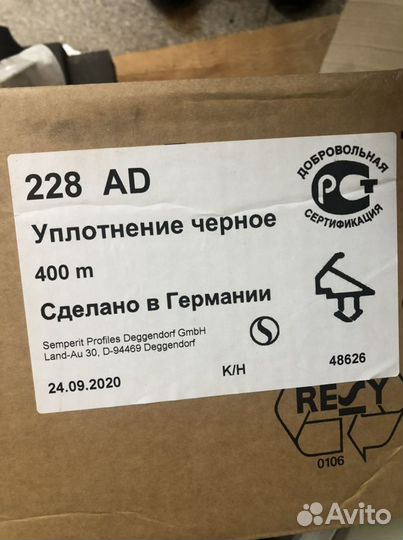 228 AD
ДОБРОВОЛЬНАЯ
РСТ
СЕРТИФИКАЦИЯ
Уплотнение черное
400 m
Сделано в Германии
Semperit Profiles Deggendorf GmbH
Land-Au 30, D-94469 Deggendorf
24.09.2020
K/H
48626
RESY
0106
Avito